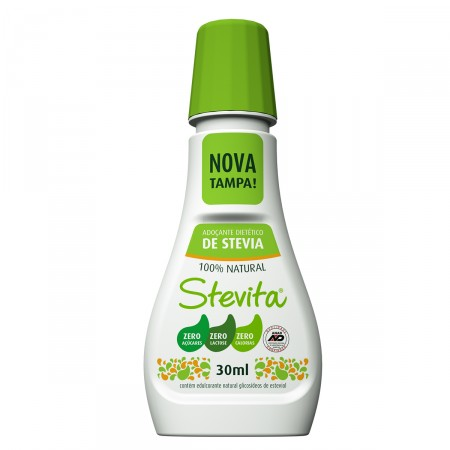 NOVA
TAMPA!
ADOÇANTE DIETÉTICO
DE STEVIA
100% NATURAL
Stevita®
ZERO ZERO ZERO
AÇÚCARES LACTOSE CALORIAS
30ml
contém edulcorante natural glicosídeos de esteviol